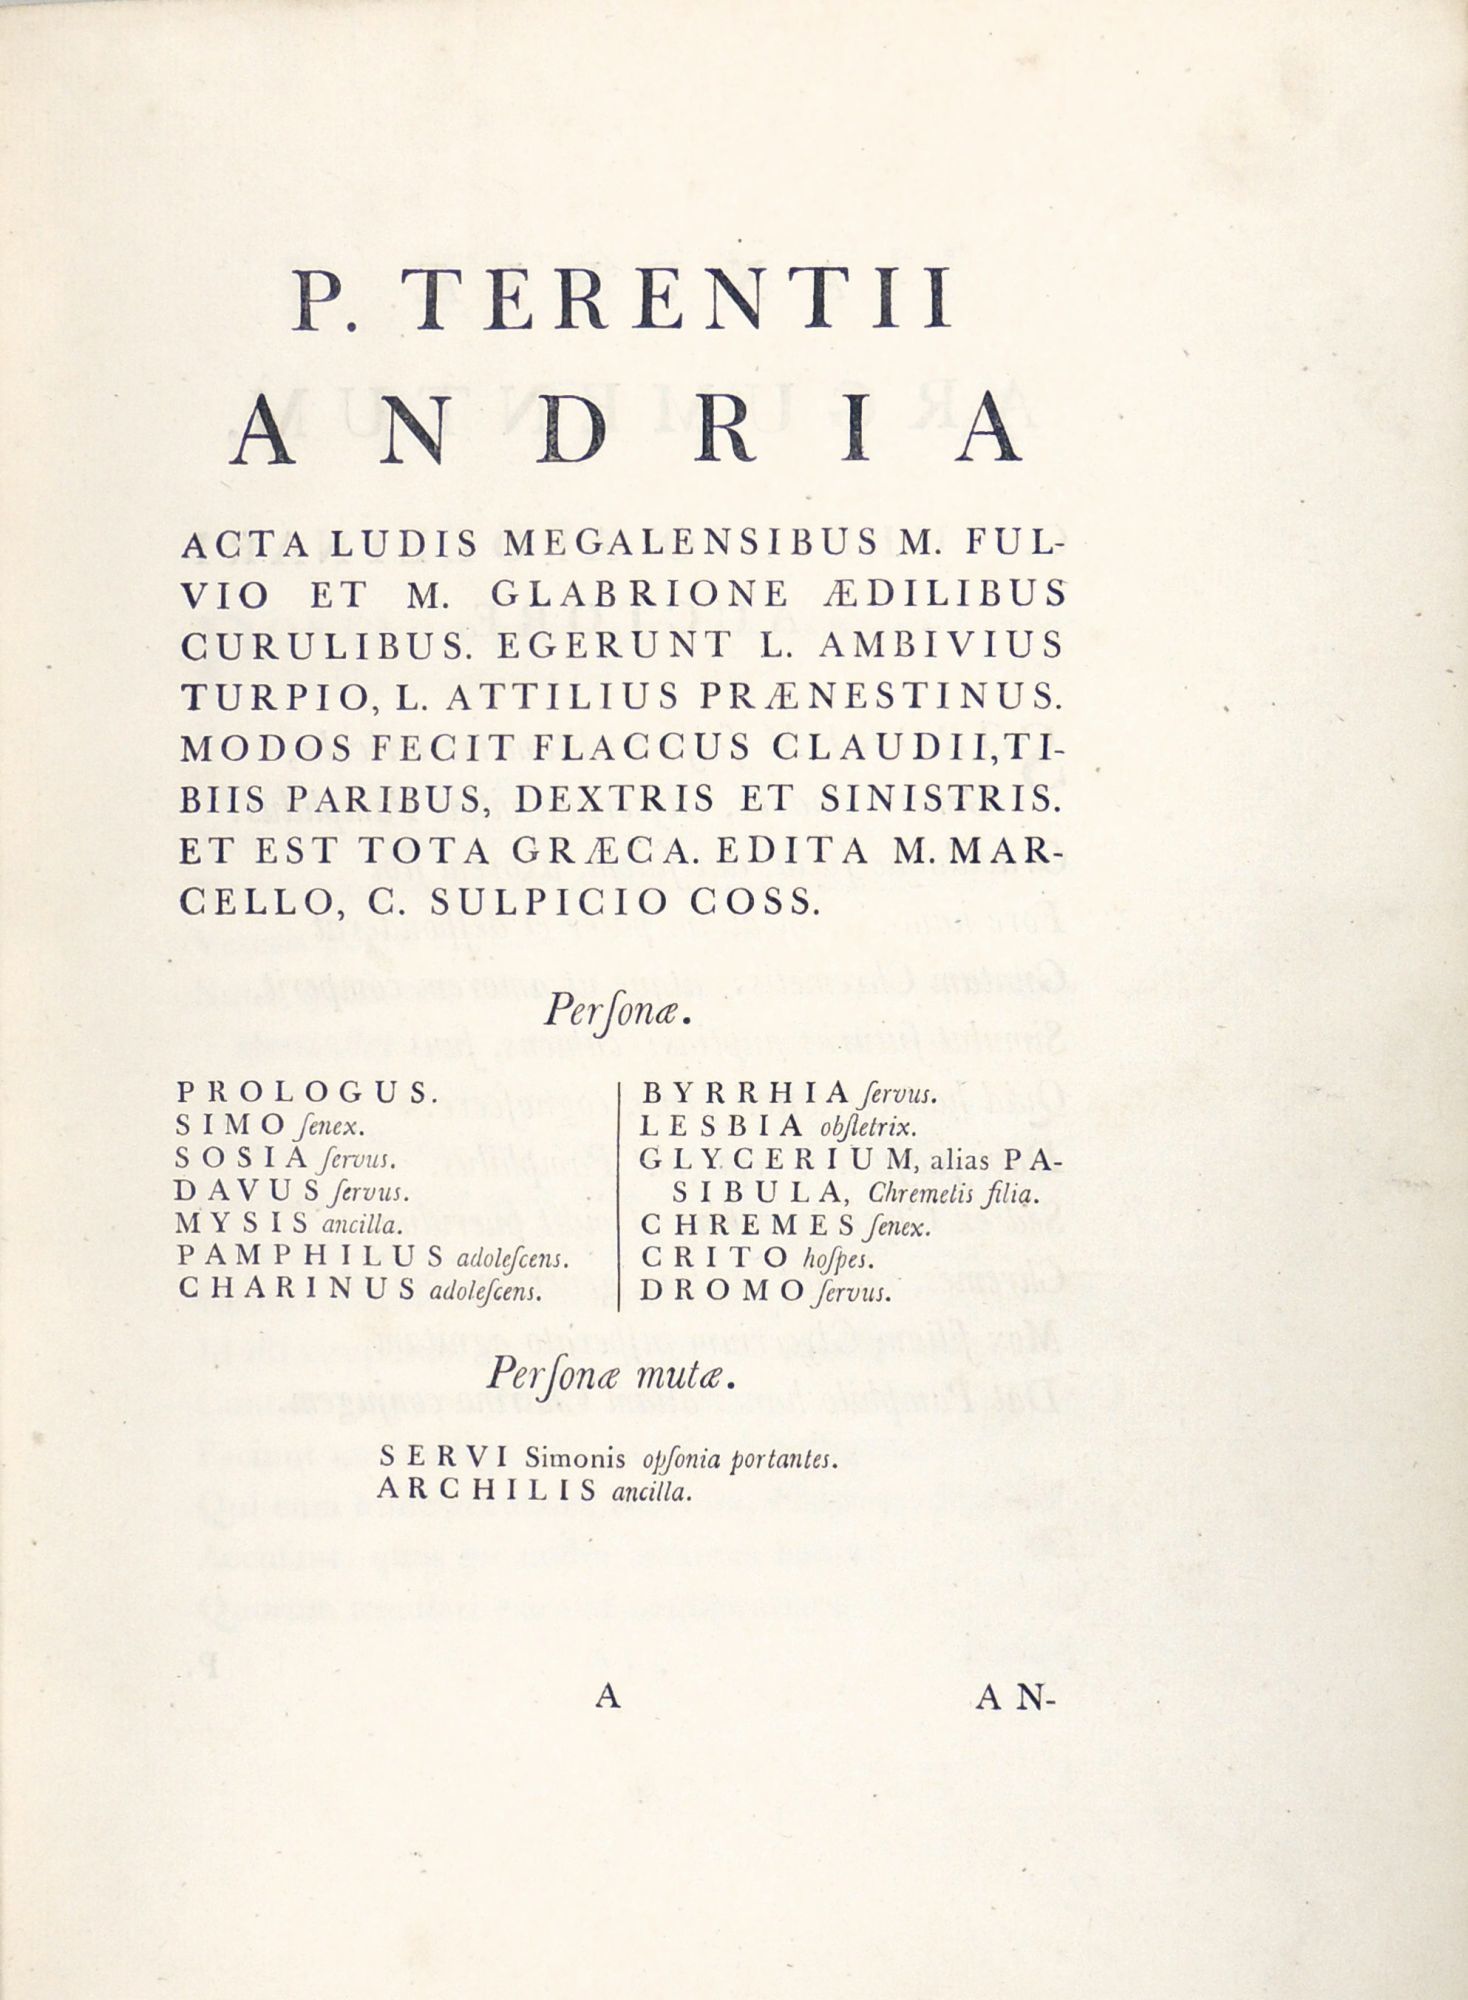 P. TERENTII
ANDRIA
ACTA LUDIS MEGALENSIBUS M. FUL-
VIO ET M. GLABRIONE ÆDILIBUS
CURULIBUS. EGERUNT L. AMBIVIUS
TURPIO, L. ATTILIUS PRÆNESTINUS.
MODOS FECIT FLACCUS CLAUDII, TI-
BIIS PARIBUS, DEXTRIS ET SINISTRIS.
ET EST TOTA GRÆCA. EDITA M. MAR-
CELLO, C. SULPICIO COSS.
Perſonæ.
PROLOGUS.
SIMO ſenex.
SOSIA ſervus.
DAVUS ſervus.
MYSIS ancilla.
PAMPHILUS adoleſcens.
CHARINUS adoleſcens.
BYRRHIA ſervus.
LESBIA obſtetrix.
GLYCERIUM, alias PA-
SIBULA, Chremetis filia.
CHREMES ſenex.
CRITO hoſpes.
DROMO ſervus.
Perſonæ mutæ.
SERVI Simonis opſonia portantes.
ARCHILIS ancilla.
A AN-